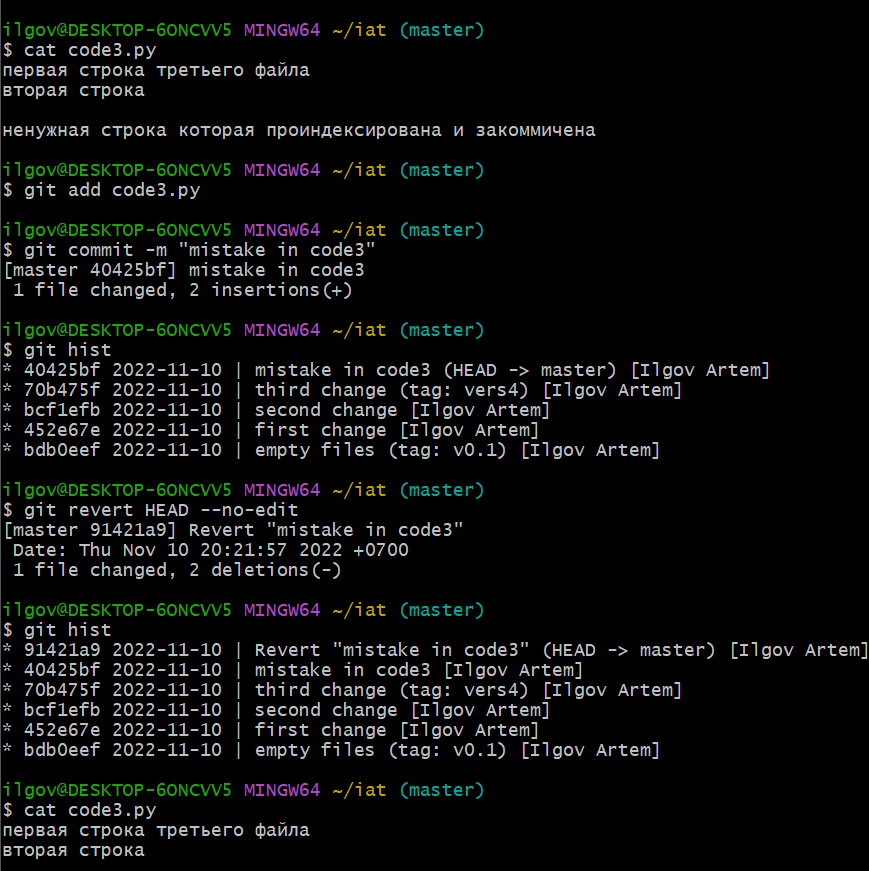 ilgov@DESKTOP-6ONCVV5 MINGW64 ~/iat (master)
$ cat code3.py
первая строка третьего файла
вторая строка
ненужная строка которая проиндексирована и закоммичена
ilgov@DESKTOP-6ONCVV5 MINGW64 ~/iat (master)
$ git add code3.py
ilgov@DESKTOP-6ONCVV5 MINGW64 ~/iat (master)
$ git commit -m "mistake in code3"
[master 40425bf] mistake in code3
 1 file changed, 2 insertions(+)
ilgov@DESKTOP-6ONCVV5 MINGW64 ~/iat (master)
$ git hist
* 40425bf 2022-11-10 | mistake in code3 (HEAD -> master) [Ilgov Artem]
* 70b475f 2022-11-10 | third change (tag: vers4) [Ilgov Artem]
* bcf1efb 2022-11-10 | second change [Ilgov Artem]
* 452e67e 2022-11-10 | first change [Ilgov Artem]
* bdb0eef 2022-11-10 | empty files (tag: v0.1) [Ilgov Artem]
ilgov@DESKTOP-6ONCVV5 MINGW64 ~/iat (master)
$ git revert HEAD --no-edit
[master 91421a9] Revert "mistake in code3"
 Date: Thu Nov 10 20:21:57 2022 +0700
 1 file changed, 2 deletions(-)
ilgov@DESKTOP-6ONCVV5 MINGW64 ~/iat (master)
$ git hist
* 91421a9 2022-11-10 | Revert "mistake in code3" (HEAD -> master) [Ilgov Artem]
* 40425bf 2022-11-10 | mistake in code3 [Ilgov Artem]
* 70b475f 2022-11-10 | third change (tag: vers4) [Ilgov Artem]
* bcf1efb 2022-11-10 | second change [Ilgov Artem]
* 452e67e 2022-11-10 | first change [Ilgov Artem]
* bdb0eef 2022-11-10 | empty files (tag: v0.1) [Ilgov Artem]
ilgov@DESKTOP-6ONCVV5 MINGW64 ~/iat (master)
$ cat code3.py
первая строка третьего файла
вторая строка